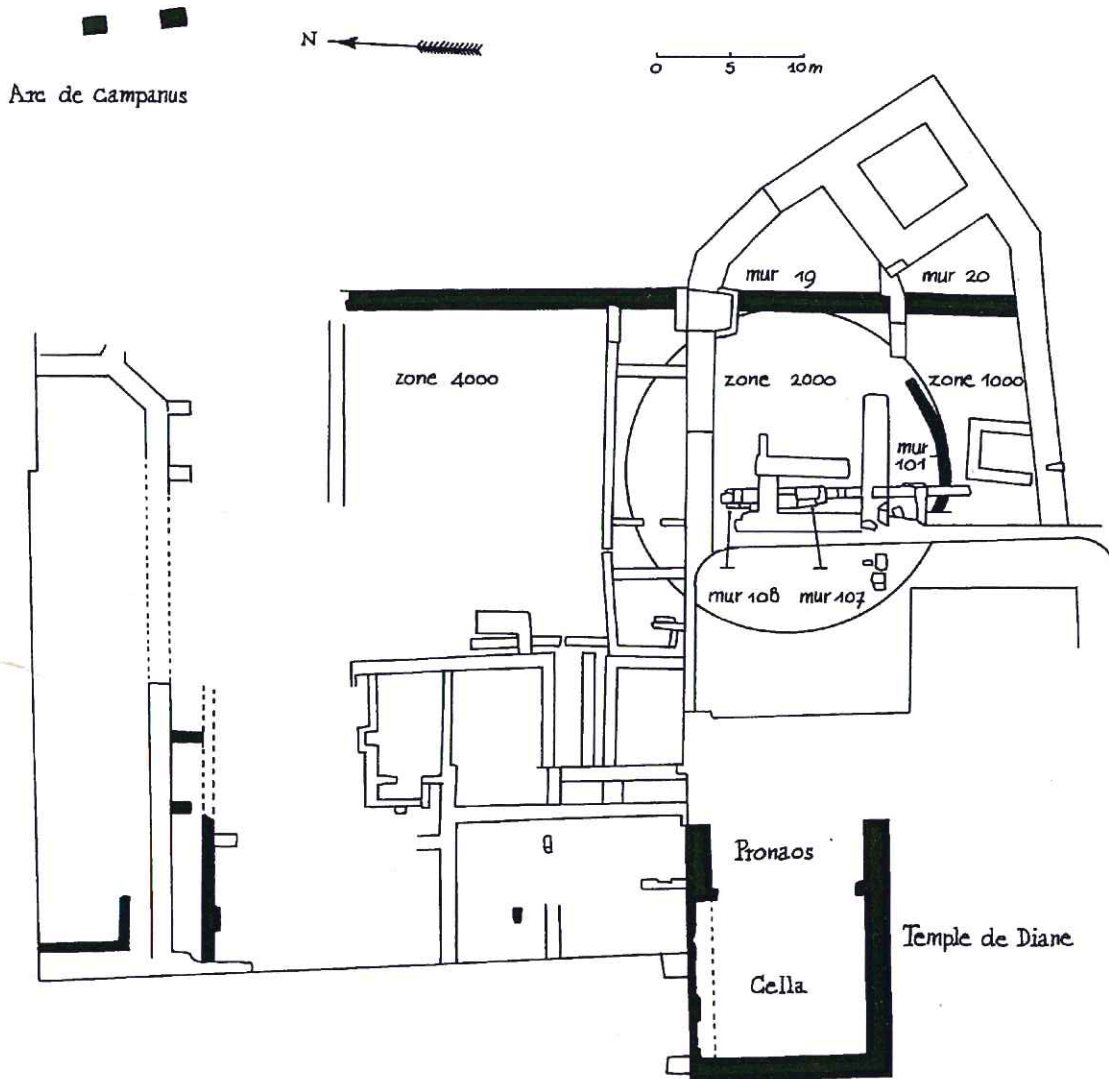 N
0 5 10 m
Arc de Campanus
mur 19
mur 20
zone 4000
zone 2000
zone 1000
mur
101
mur 108
mur 107
Pronaos
Temple de Diane
Cella